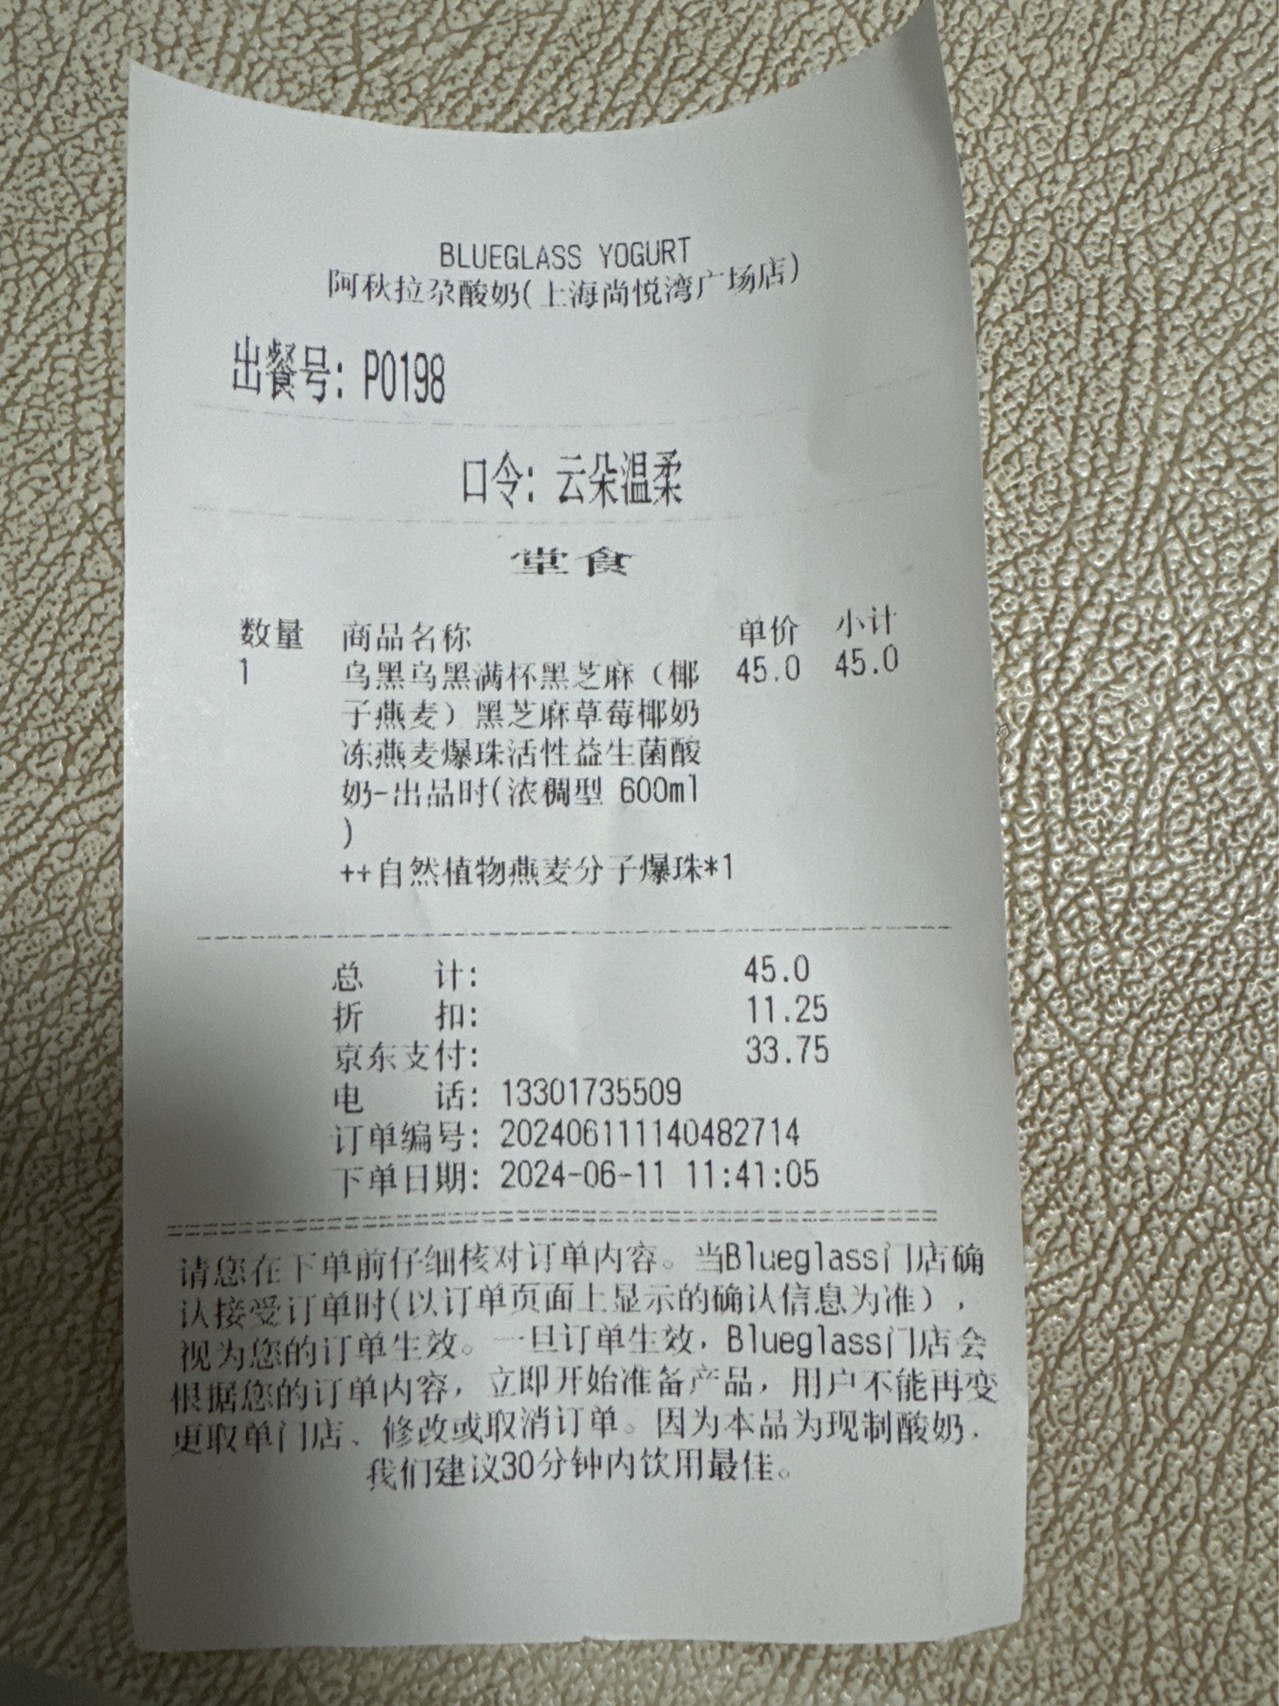 BLUEGLASS YOGURT
阿秋拉尕酸奶(上海尚悦湾广场店)
出餐号: P0198
口令: 云朵温柔
堂食
数量 商品名称 单价 小计
1 乌黑乌黑满杯黑芝麻（椰 45.0 45.0
子燕麦）黑芝麻草莓椰奶
冻燕麦爆珠活性益生菌酸
奶-出品时(浓稠型 600ml
)
++自然植物燕麦分子爆珠*1
总 计: 45.0
折 扣: 11.25
京东支付: 33.75
电 话: 13301735509
订单编号: 202406111140482714
下单日期: 2024-06-11 11:41:05
请您在下单前仔细核对订单内容。当Blueglass门店确
认接受订单时(以订单页面上显示的确认信息为准)，
视为您的订单生效。一旦订单生效，Blueglass门店会
根据您的订单内容，立即开始准备产品，用户不能再变
更取单门店、修改或取消订单。因为本品为现制酸奶，
我们建议30分钟内饮用最佳。